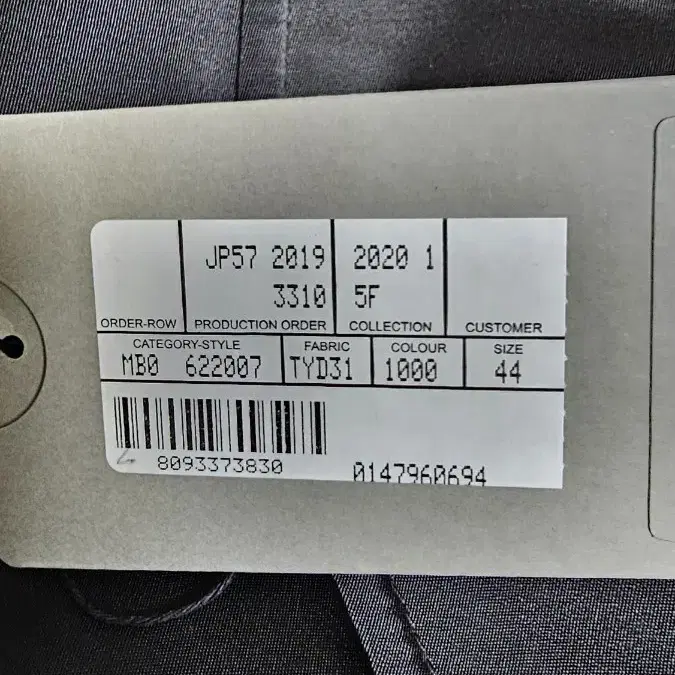 JP57 2019 2020 1
3310 5F
ORDER-ROW PRODUCTION ORDER COLLECTION CUSTOMER
CATEGORY-STYLE FABRIC COLOUR SIZE
MB0 622007 TYD31 1000 44
8093373830 0147960694